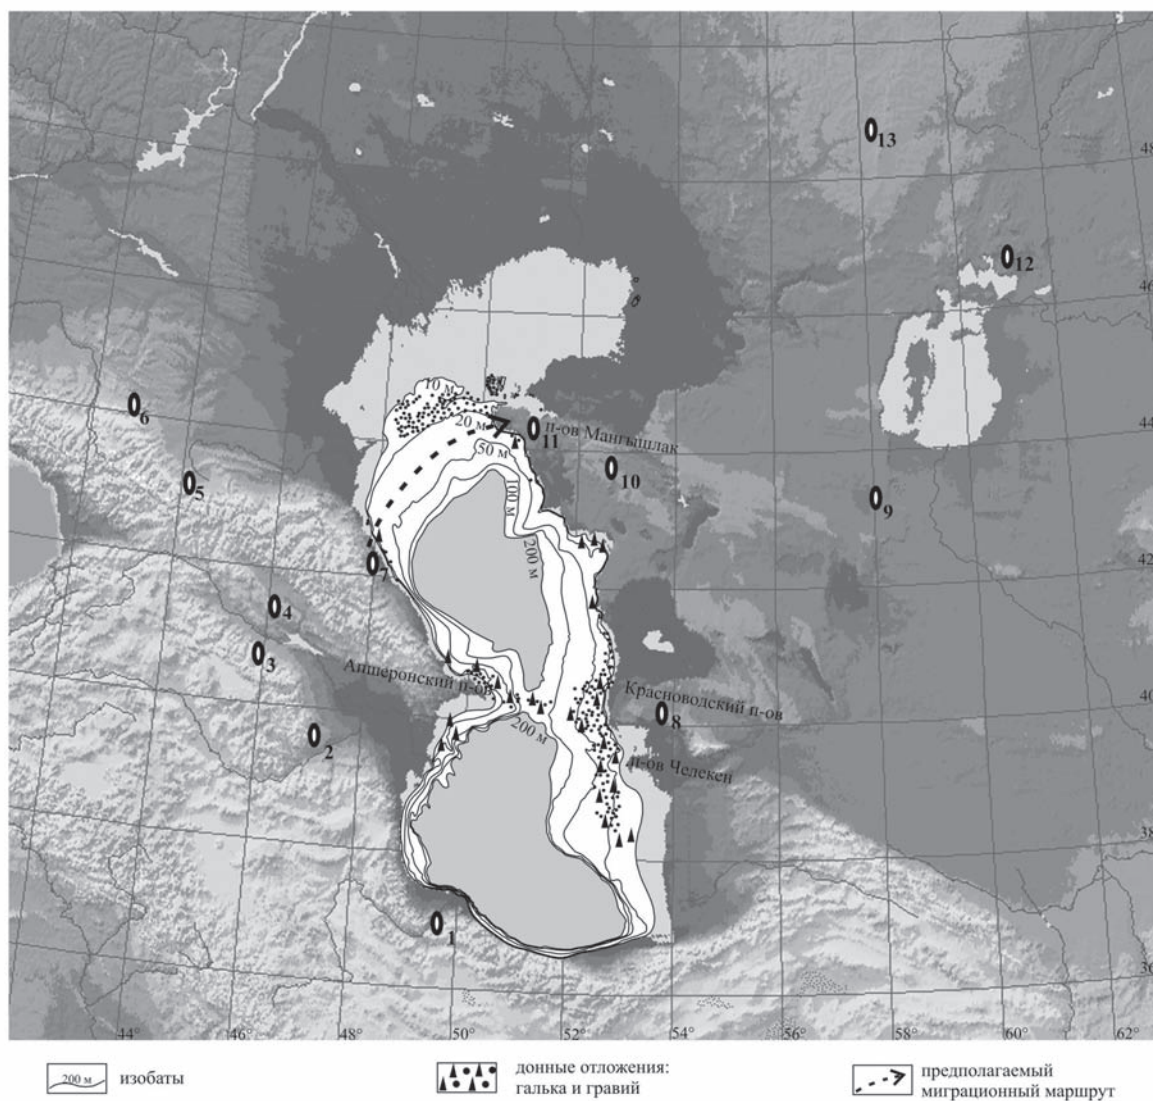 13
48
12
46
10 м
6
20 м
11
п-ов Мангышлак
44
50 м
10
5
9
100 м
200 м
7
42
4
3
Апшеронский п-ов
Красноводский п-ов
40
8
200 м
2
п-ов Челекен
38
1
36
44
46
48
50
52
54
56
58
60
62°
200 м
изобаты
донные отложения:
галька и гравий
предполагаемый
миграционный маршрут